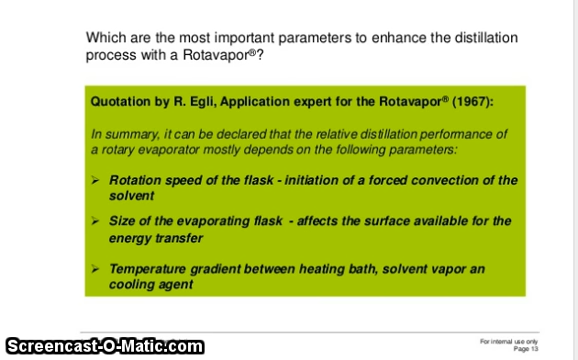 Which are the most important parameters to enhance the distillation
process with a Rotavapor®?
Quotation by R. Egli, Application expert for the Rotavapor® (1967):
In summary, it can be declared that the relative distillation performance of
a rotary evaporator mostly depends on the following parameters:
➢ Rotation speed of the flask - initiation of a forced convection of the
solvent
➢ Size of the evaporating flask - affects the surface available for the
energy transfer
➢ Temperature gradient between heating bath, solvent vapor an
cooling agent
For internal use only
Page 13
Screencast-O-Matic.com